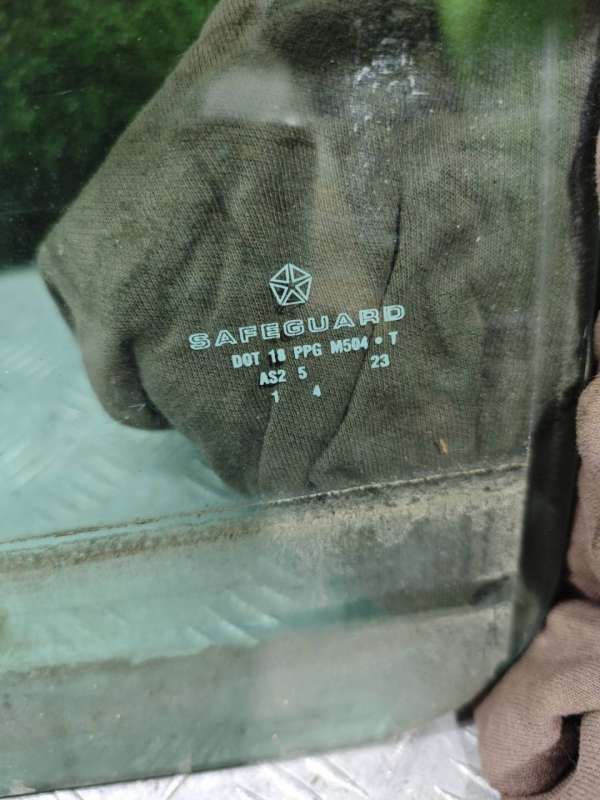 SAFEGUARD
DOT 18 PPG M504 • T
AS2 5 23
1 4